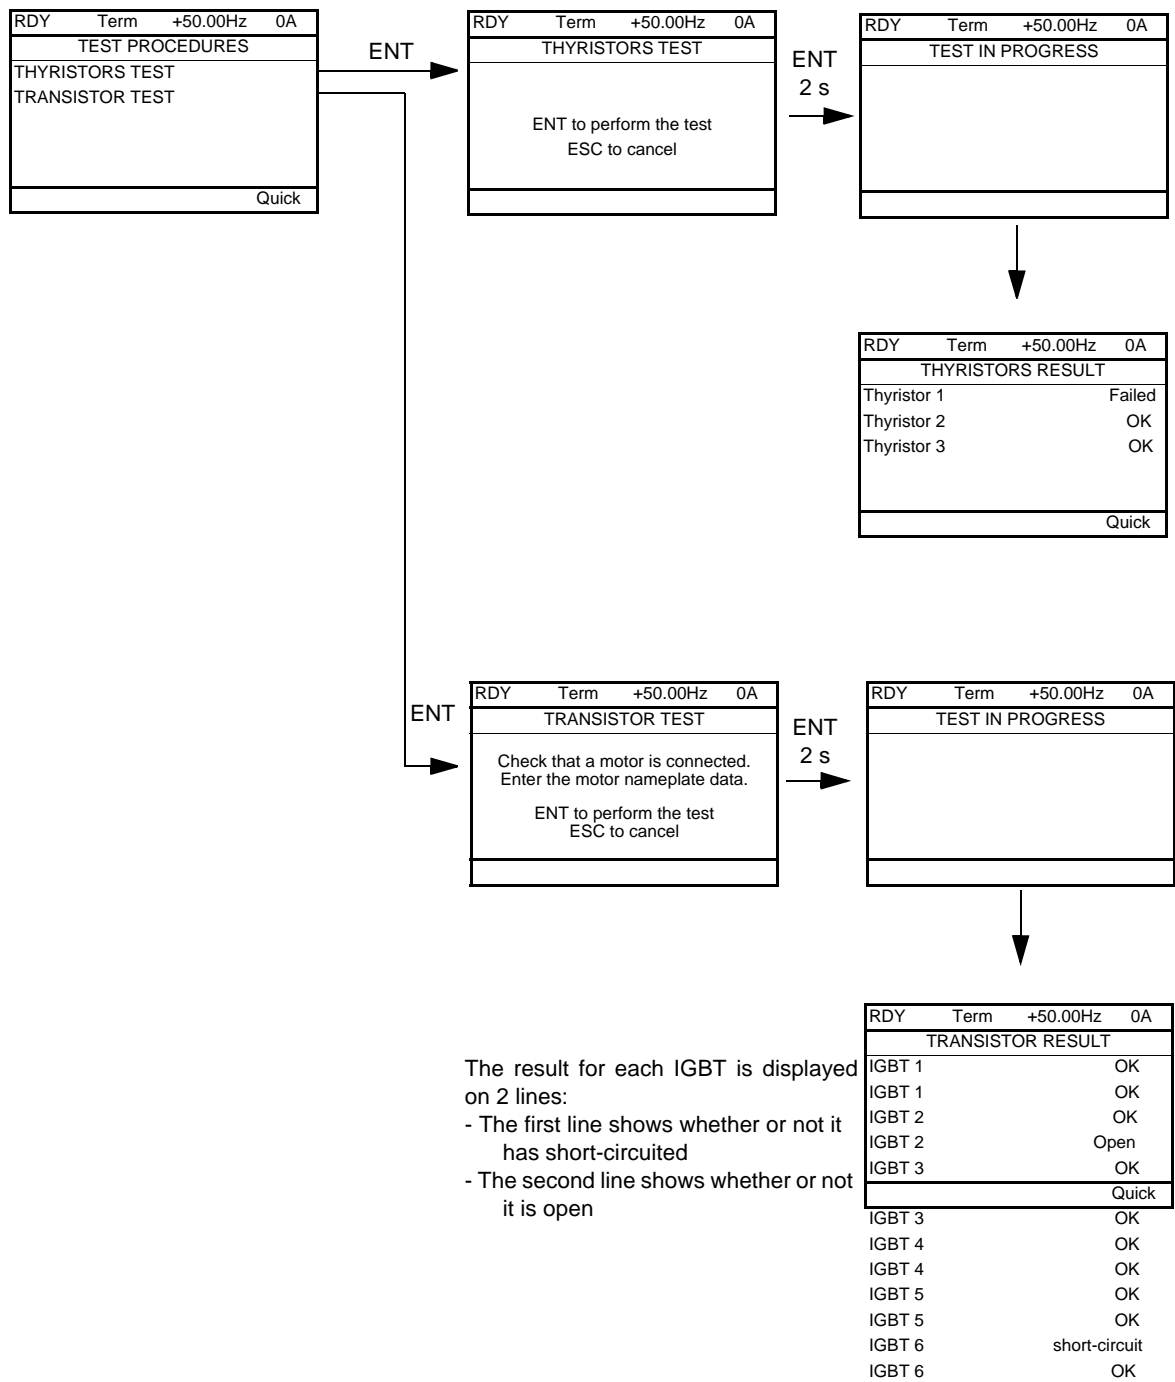 RDY Term +50.00Hz 0A
TEST PROCEDURES
THYRISTORS TEST
TRANSISTOR TEST
Quick
ENT
RDY Term +50.00Hz 0A
THYRISTORS TEST
ENT to perform the test
ESC to cancel
ENT
2 s
RDY Term +50.00Hz 0A
TEST IN PROGRESS
RDY Term +50.00Hz 0A
THYRISTORS RESULT
Thyristor 1 Failed
Thyristor 2 OK
Thyristor 3 OK
Quick
ENT
RDY Term +50.00Hz 0A
TRANSISTOR TEST
Check that a motor is connected.
Enter the motor nameplate data.
ENT to perform the test
ESC to cancel
ENT
2 s
RDY Term +50.00Hz 0A
TEST IN PROGRESS
The result for each IGBT is displayed
on 2 lines:
- The first line shows whether or not it
has short-circuited
- The second line shows whether or not
it is open
RDY Term +50.00Hz 0A
TRANSISTOR RESULT
IGBT 1 OK
IGBT 1 OK
IGBT 2 OK
IGBT 2 Open
IGBT 3 OK
Quick
IGBT 3 OK
IGBT 4 OK
IGBT 4 OK
IGBT 5 OK
IGBT 5 OK
IGBT 6 short-circuit
IGBT 6 OK